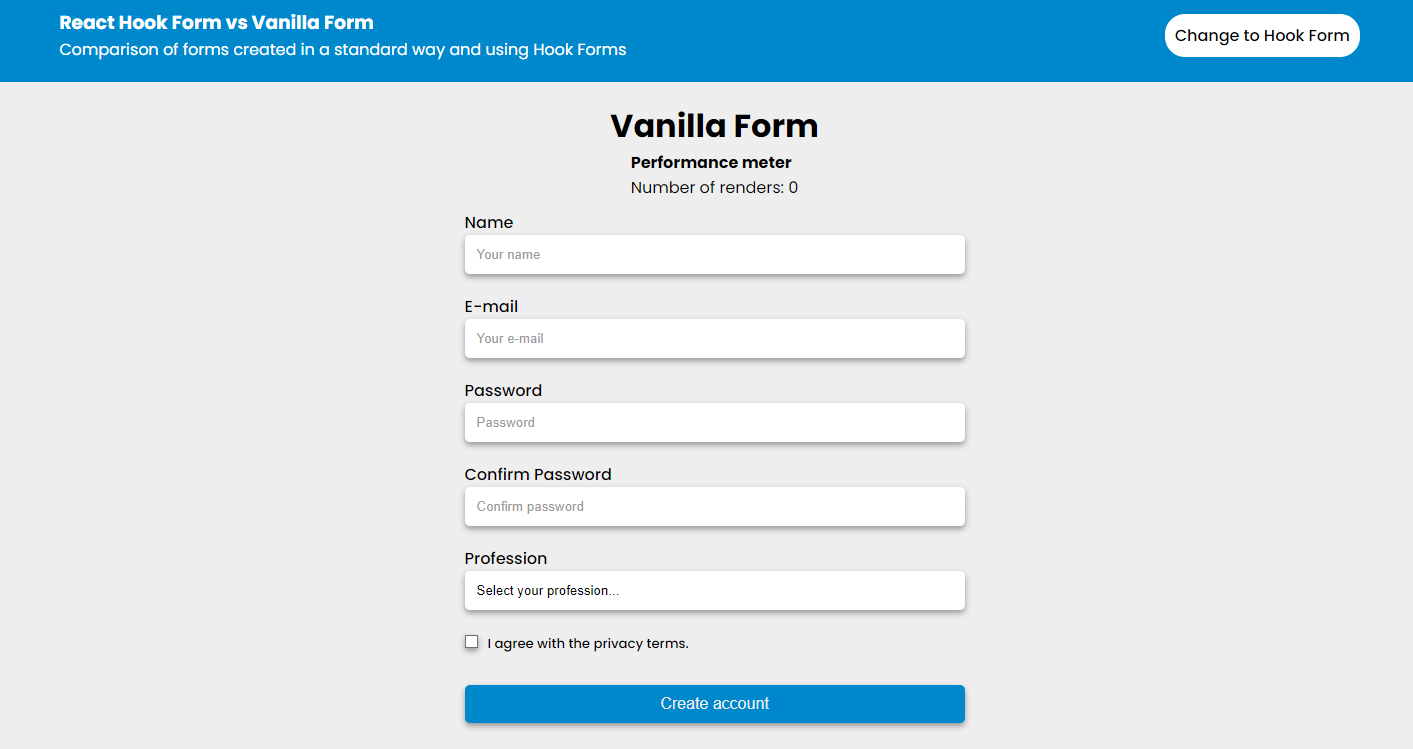 React Hook Form vs Vanilla Form
Comparison of forms created in a standard way and using Hook Forms
Change to Hook Form
Vanilla Form
Performance meter
Number of renders: 0
Name
Your name
E-mail
Your e-mail
Password
Password
Confirm Password
Confirm password
Profession
Select your profession...
I agree with the privacy terms.
Create account